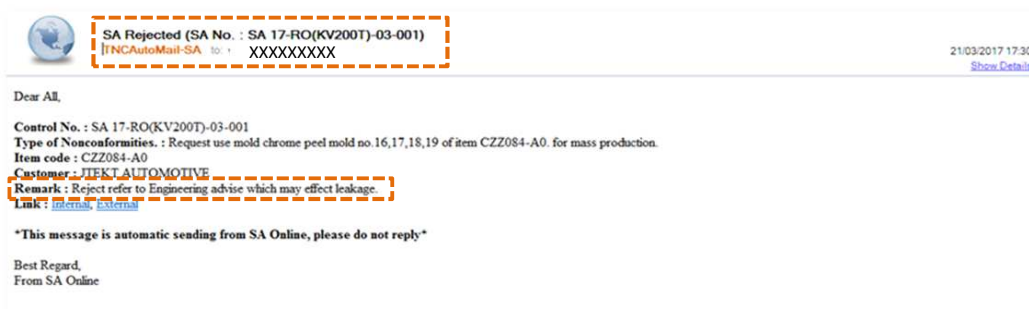 SA Rejected (SA No. : SA 17-RO(KV200T)-03-001)
TNCAutoMail-SA to: XXXXXXXXX
21/03/2017 17:30
Show Details
Dear All,
Control No. : SA 17-RO(KV200T)-03-001
Type of Nonconformities. : Request use mold chrome peel mold no.16,17,18,19 of item CZZ084-A0. for mass production.
Item code : CZZ084-A0
Customer : JTEKT AUTOMOTIVE
Remark : Reject refer to Engineering advise which may effect leakage.
Link : Internal, External
*This message is automatic sending from SA Online, please do not reply*
Best Regard,
From SA Online